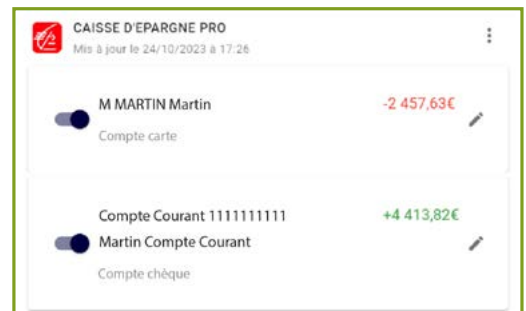 CAISSE D'EPARGNE PRO
Mis à jour le 24/10/2023 à 17:26
M MARTIN Martin
-2 457,63€
Compte carte
Compte Courant 1111111111
+4 413,82€
Martin Compte Courant
Compte chèque